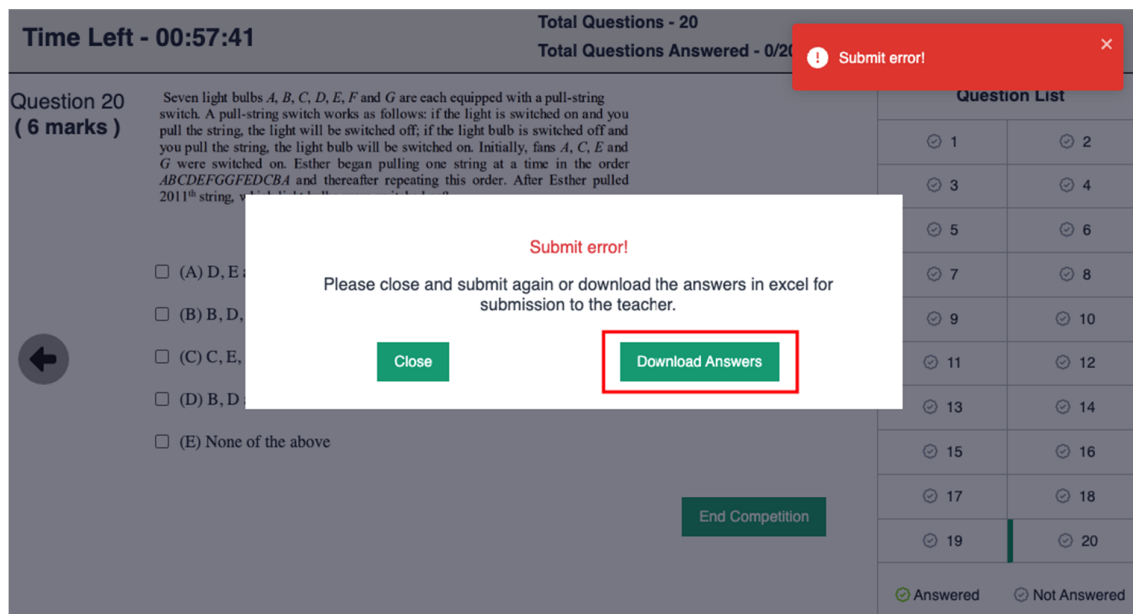 Time Left - 00:57:41
Total Questions - 20
Total Questions Answered - 0/20
Submit error!
Question 20
( 6 marks )
Seven light bulbs A, B, C, D, E, F and G are each equipped with a pull-string
switch. A pull-string switch works as follows: if the light is switched on and you
pull the string, the light will be switched off; if the light bulb is switched off and
you pull the string, the light bulb will be switched on. Initially, fans A, C, E and
G were switched on. Esther began pulling one string at a time in the order
ABCDEFGGFEDCBA and thereafter repeating this order. After Esther pulled
2011th string,
(A) D, E
(B) B, D,
(C) C, E,
(D) B, D
(E) None of the above
Submit error!
Please close and submit again or download the answers in excel for
submission to the teacher.
Close
Download Answers
End Competition
Question List
1 2
3 4
5 6
7 8
9 10
11 12
13 14
15 16
17 18
19 20
Answered Not Answered